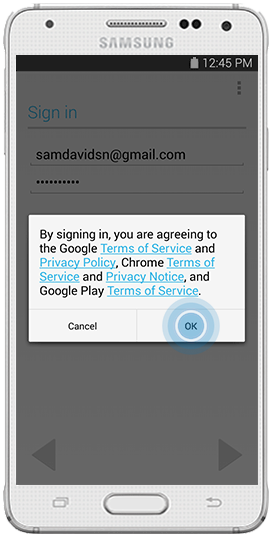 SAMSUNG
12:45 PM
Sign in
samdavidsn@gmail.com
••••••••••
By signing in, you are agreeing to
the Google Terms of Service and
Privacy Policy, Chrome Terms of
Service and Privacy Notice, and
Google Play Terms of Service.
Cancel
OK